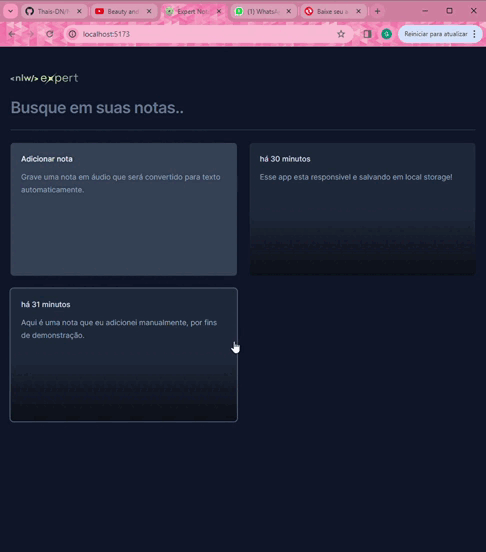 Thais-DN/
Beauty and
Expert Not
(1) WhatsA
Baixe seu a
localhost:5173
G
Reiniciar para atualizar
<nlw/> expert
Busque em suas notas..
Adicionar nota
Grave uma nota em áudio que será convertido para texto
automaticamente.
há 30 minutos
Esse app esta responível e salvando em local storage!
há 31 minutos
Aqui é uma nota que eu adicionei manualmente, por fins
de demonstração.